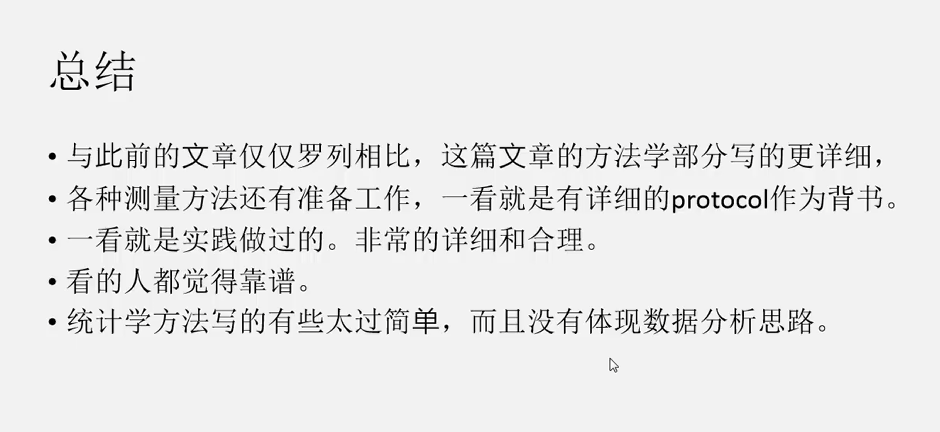 总结
• 与此前的文章仅仅罗列相比，这篇文章的方法学部分写的更详细，
• 各种测量方法还有准备工作，一看就是有详细的protocol作为背书。
• 一看就是实践做过的。非常的详细和合理。
• 看的人都觉得靠谱。
• 统计学方法写的有些太过简单，而且没有体现数据分析思路。